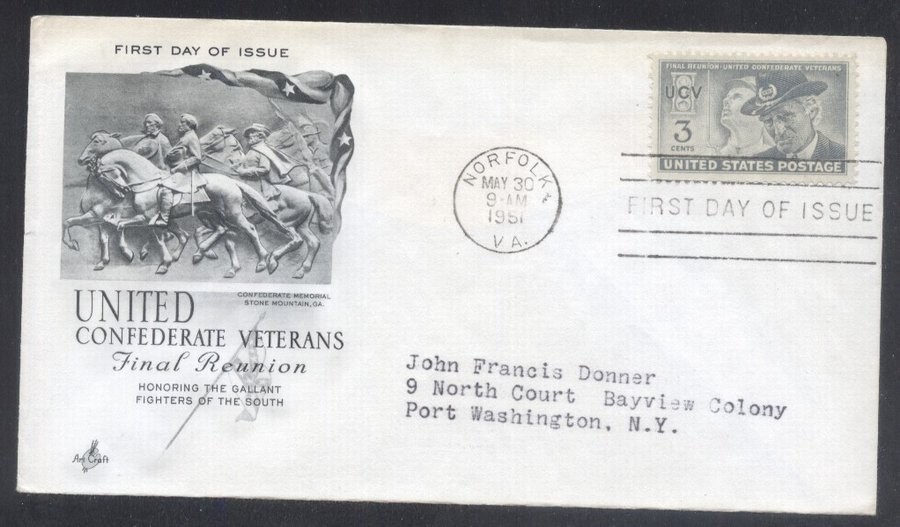 FIRST DAY OF ISSUE
FINAL REUNION-UNITED CONFEDERATE VETERANS
UCV
3
CENTS
UNITED STATES POSTAGE
NORFOLK
MAY 30
9-AM
1951
VA.
FIRST DAY OF ISSUE
CONFEDERATE MEMORIAL
STONE MOUNTAIN, GA.
UNITED
CONFEDERATE VETERANS
Final Reunion
HONORING THE GALLANT
FIGHTERS OF THE SOUTH
John Francis Donner
9 North Court Bayview Colony
Port Washington, N.Y.
Art Craft